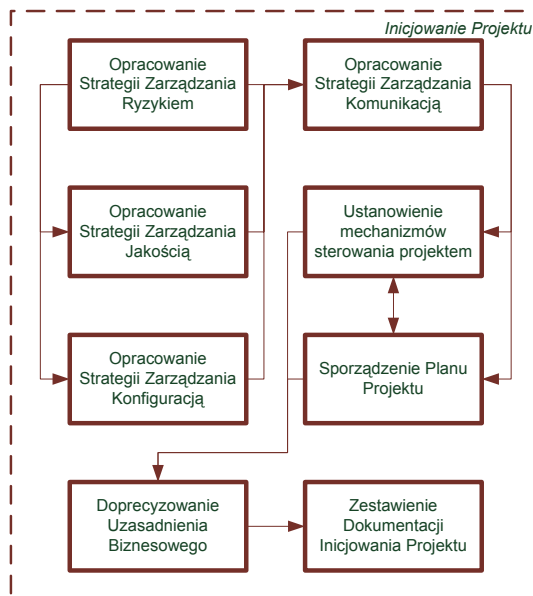 Inicjowanie Projektu
Opracowanie
Strategii Zarządzania
Ryzykiem
Opracowanie
Strategii Zarządzania
Komunikacją
Opracowanie
Strategii Zarządzania
Jakością
Ustanowienie
mechanizmów
sterowania projektem
Opracowanie
Strategii Zarządzania
Konfiguracją
Sporządzenie Planu
Projektu
Doprecyzowanie
Uzasadnienia
Biznesowego
Zestawienie
Dokumentacji
Inicjowania Projektu